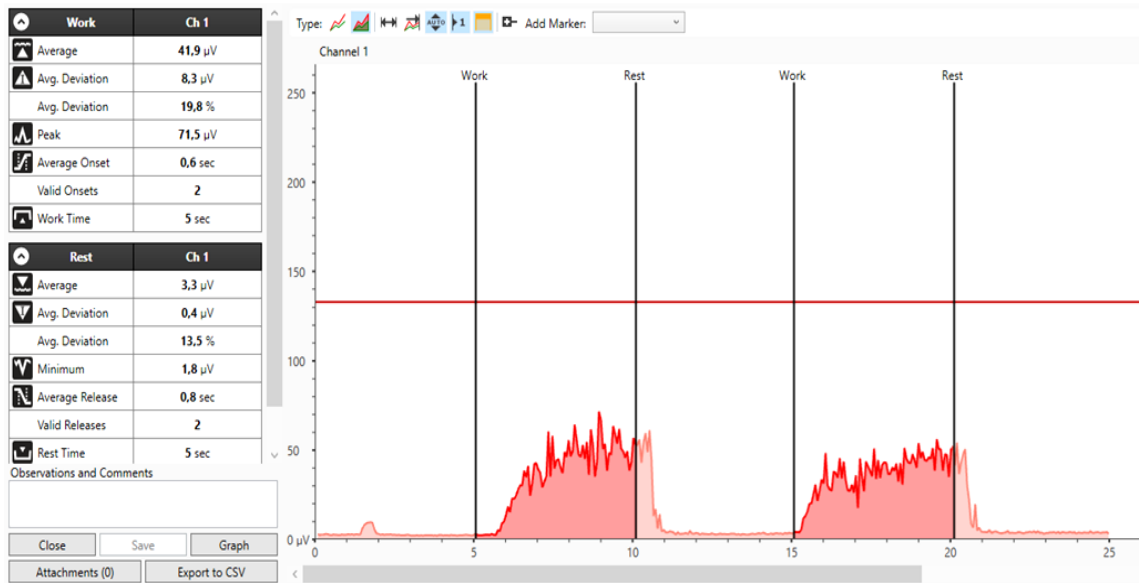 Work Ch 1
Average 41,9 µV
Avg. Deviation 8,3 µV
Avg. Deviation 19,8 %
Peak 71,5 µV
Average Onset 0,6 sec
Valid Onsets 2
Work Time 5 sec
Rest Ch 1
Average 3,3 µV
Avg. Deviation 0,4 µV
Avg. Deviation 13,5 %
Minimum 1,8 µV
Average Release 0,8 sec
Valid Releases 2
Rest Time 5 sec
Observations and Comments
Close Save Graph
Attachments (0) Export to CSV
Type: AUTO 1 Add Marker:
Channel 1
Work Rest Work Rest
250
200
150
100
50
0 µV
0 5 10 15 20 25